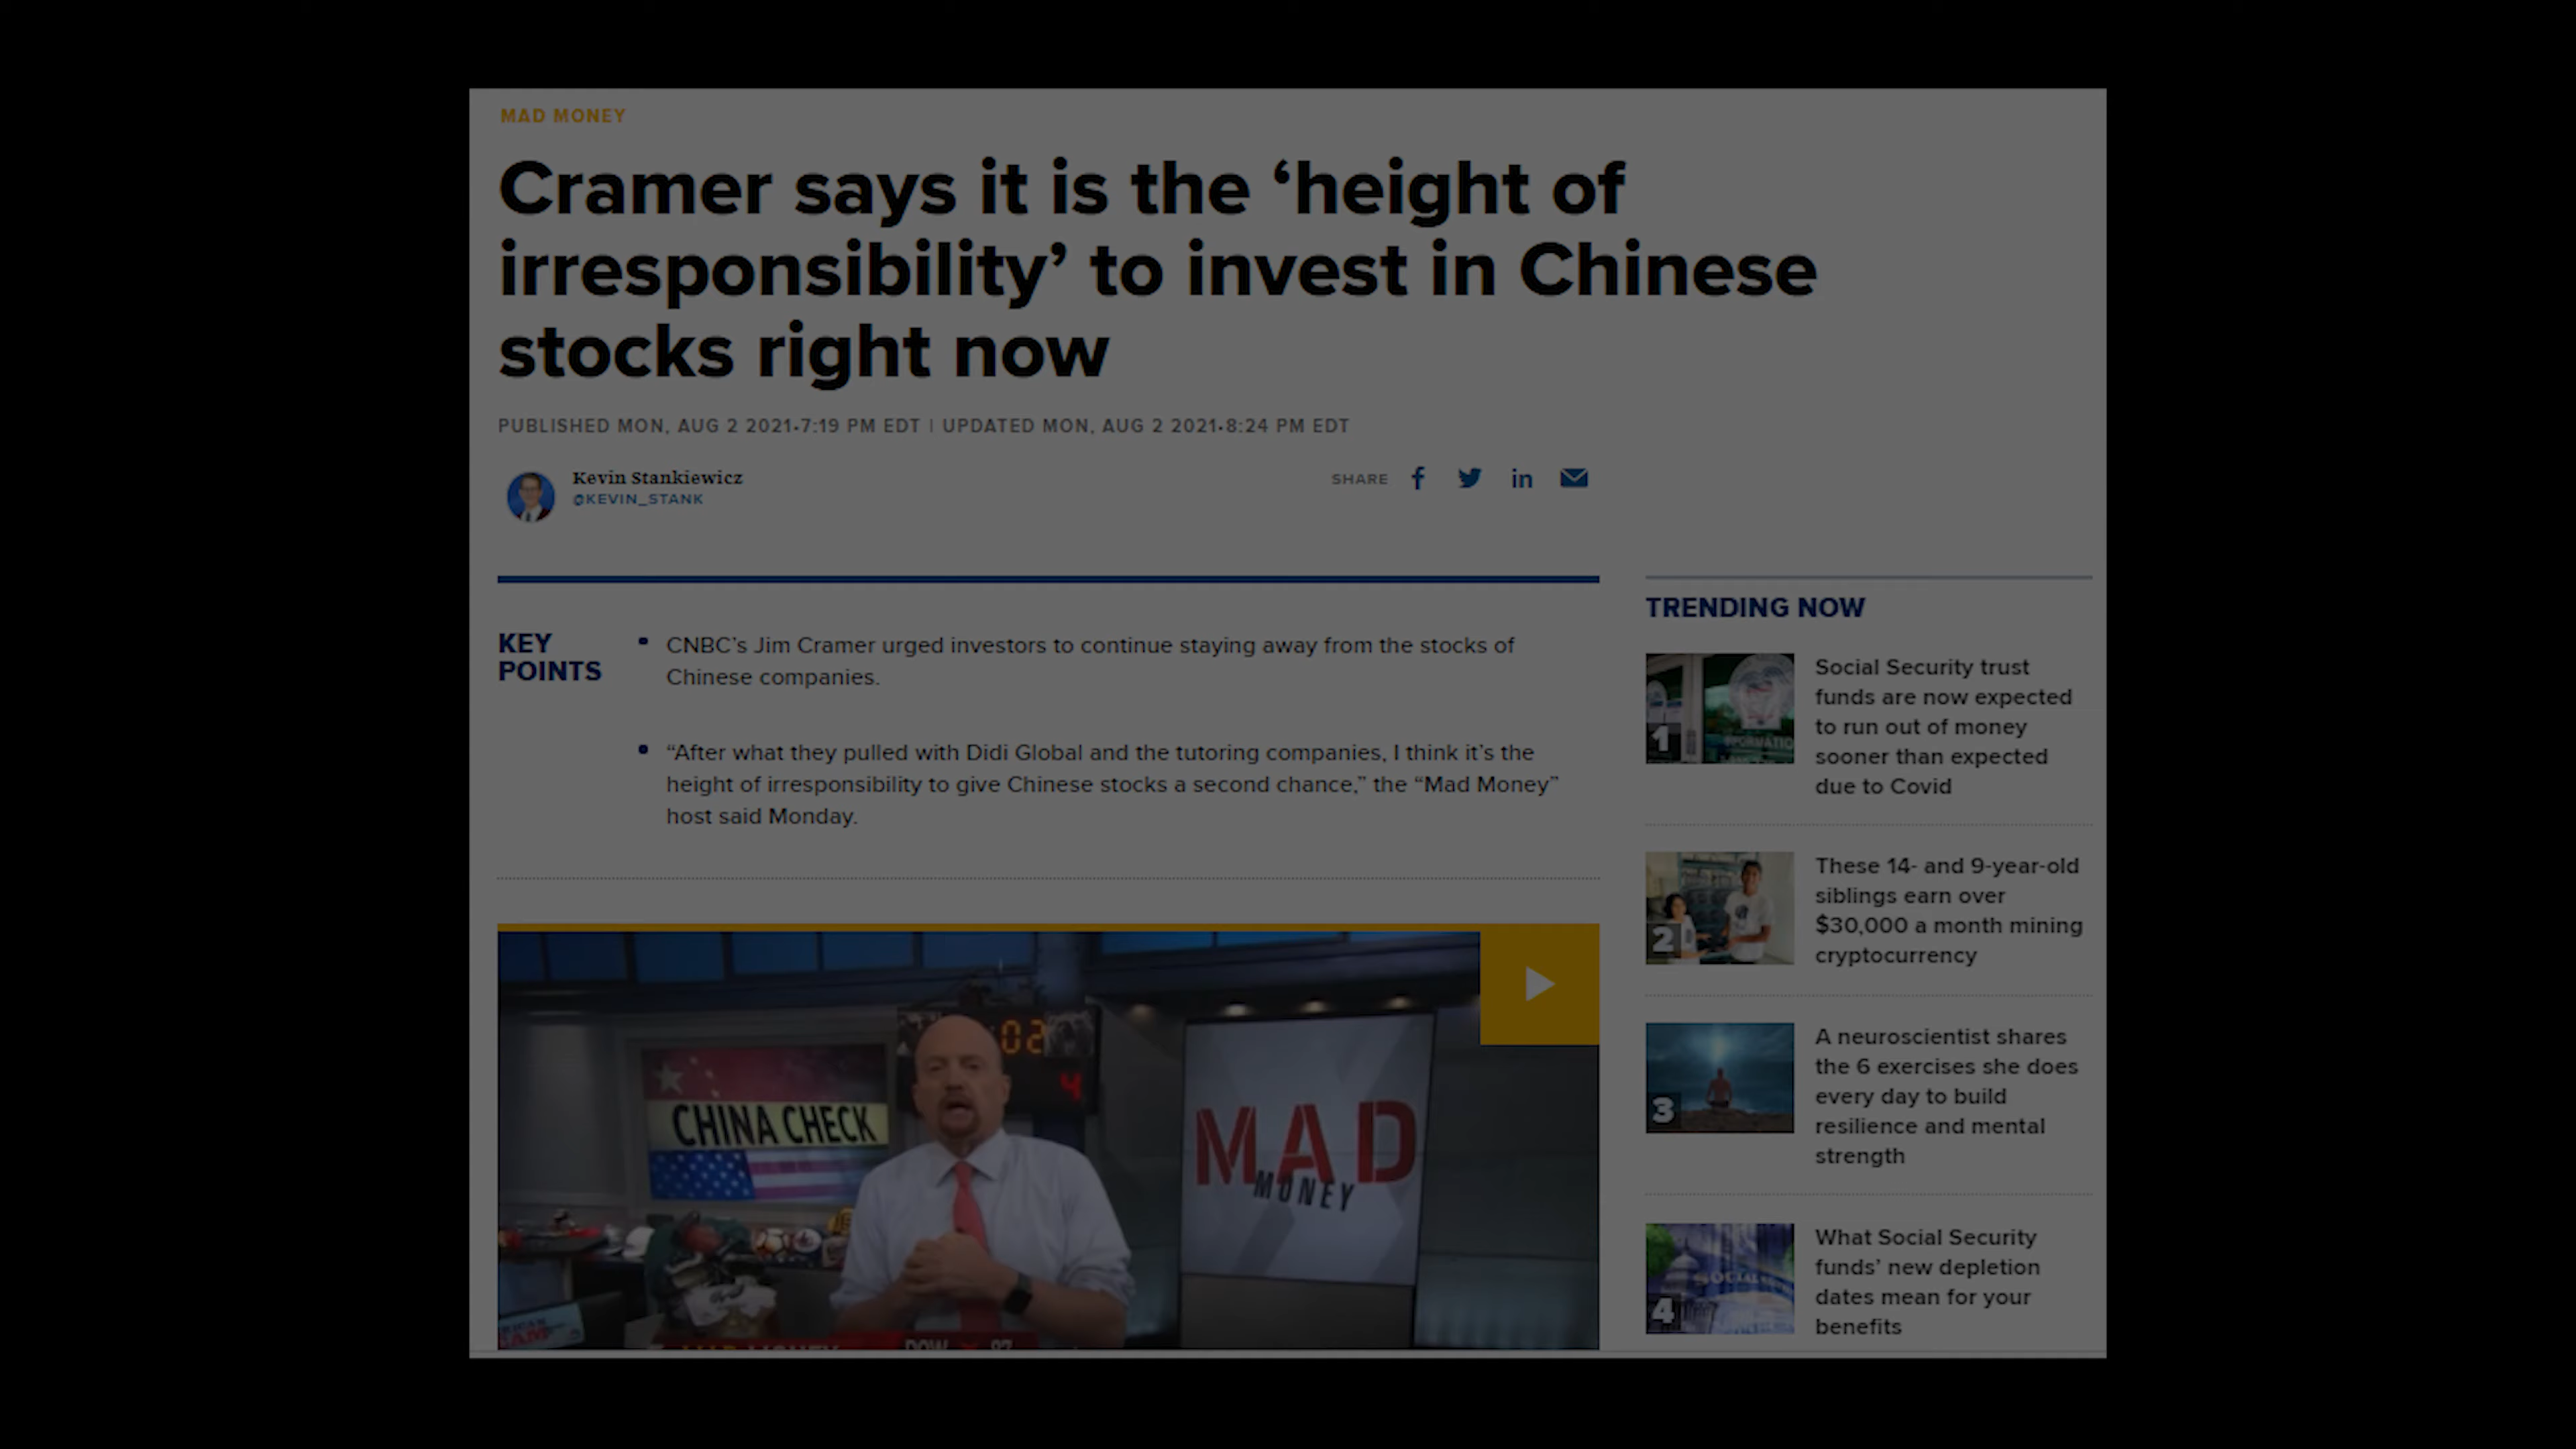 MAD MONEY
Cramer says it is the ‘height of
irresponsibility’ to invest in Chinese
stocks right now
PUBLISHED MON, AUG 2 2021•7:19 PM EDT | UPDATED MON, AUG 2 2021•8:24 PM EDT
Kevin Stankiewicz
@KEVIN_STANK
SHARE
KEY
POINTS
• CNBC’s Jim Cramer urged investors to continue staying away from the stocks of
Chinese companies.
• “After what they pulled with Didi Global and the tutoring companies, I think it’s the
height of irresponsibility to give Chinese stocks a second chance,” the “Mad Money”
host said Monday.
02
4
CHINA CHECK
MAD
MONEY
TRENDING NOW
1
Social Security trust
funds are now expected
to run out of money
sooner than expected
due to Covid
2
These 14- and 9-year-old
siblings earn over
$30,000 a month mining
cryptocurrency
3
A neuroscientist shares
the 6 exercises she does
every day to build
resilience and mental
strength
4
What Social Security
funds’ new depletion
dates mean for your
benefits